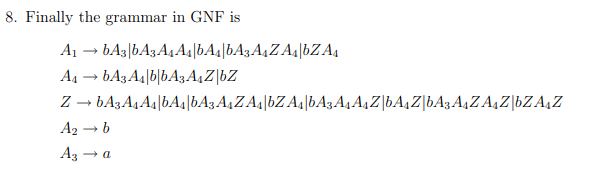 8. Finally the grammar in GNF is
A₁ → bA₃|bA₃A₄A₄|bA₄|bA₃A₄ZA₄|bZA₄
A₄ → bA₃A₄|b|bA₃A₄Z|bZ
Z → bA₃A₄A₄|bA₄|bA₃A₄ZA₄|bZA₄|bA₃A₄A₄Z|bA₄Z|bA₃A₄ZA₄Z|bZA₄Z
A₂ → b
A₃ → a